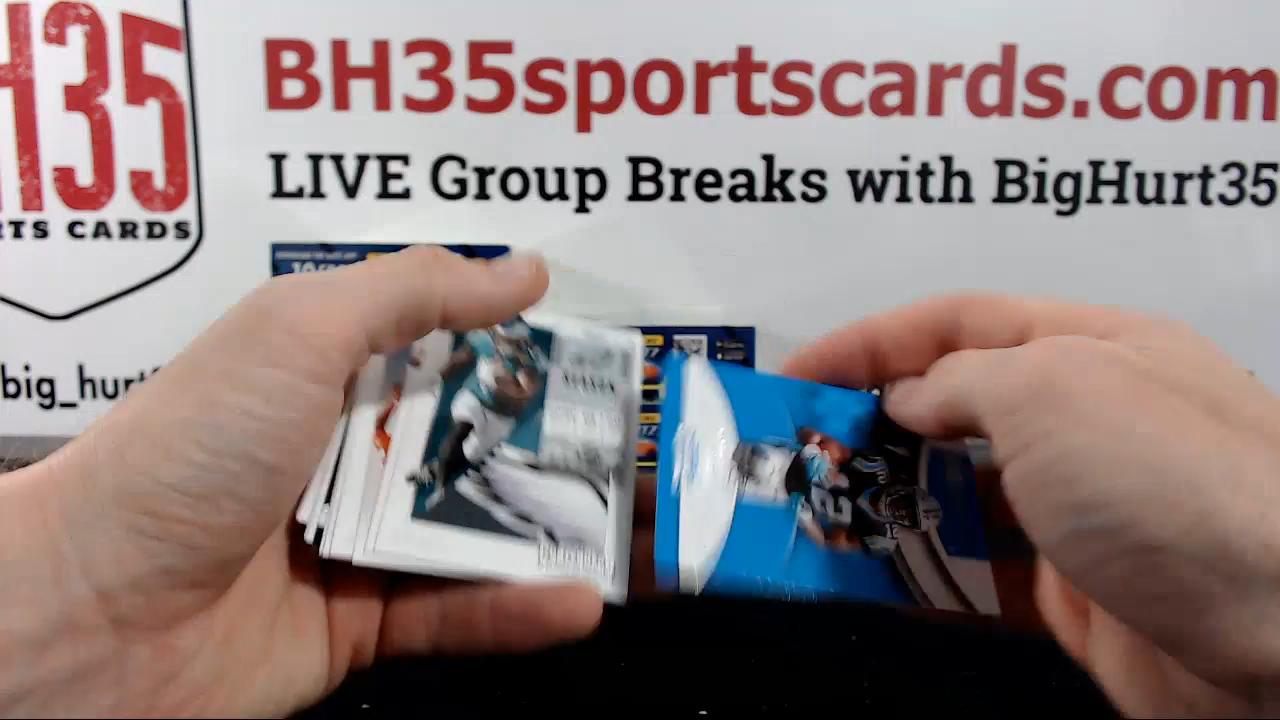 H35
RTS CARDS
big_hurt
BH35sportscards.com
LIVE Group Breaks with BigHurt35